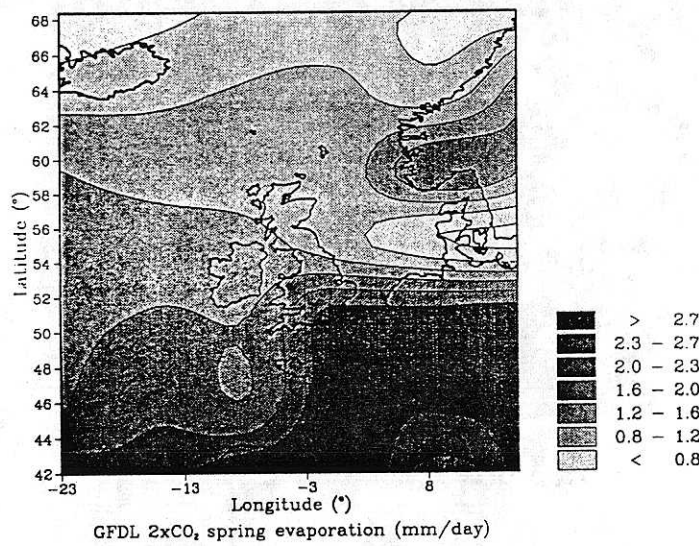 68
66
64
62
60
58
56
54
52
50
48
46
44
42
Latitude (°)
-23
-13
-3
8
Longitude (°)
GFDL 2xCO₂ spring evaporation (mm/day)
> 2.7
2.3 – 2.7
2.0 – 2.3
1.6 – 2.0
1.2 – 1.6
0.8 – 1.2
< 0.8